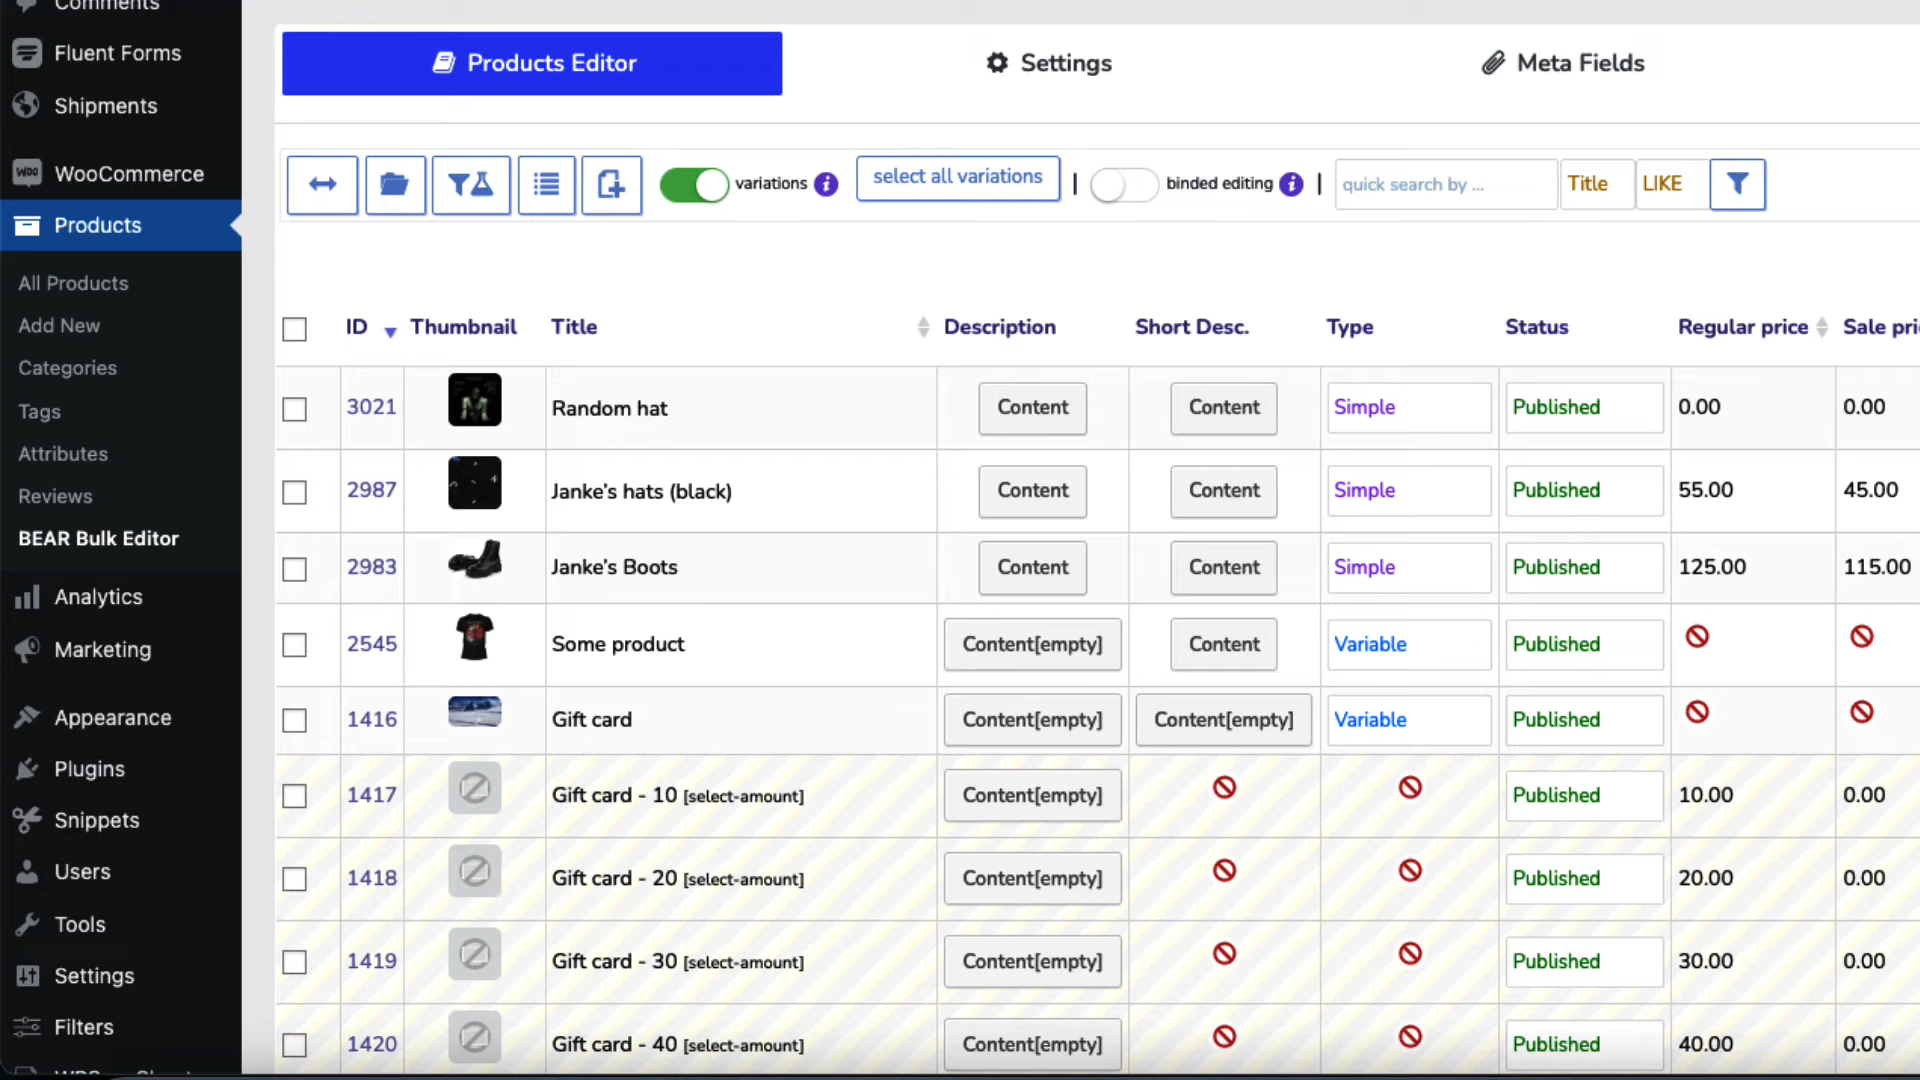 Comments
Fluent Forms
Shipments
WooCommerce
Products
All Products
Add New
Categories
Tags
Attributes
Reviews
BEAR Bulk Editor
Analytics
Marketing
Appearance
Plugins
Snippets
Users
Tools
Settings
Filters
Products Editor Settings Meta Fields
variations select all variations | binded editing | quick search by ... Title LIKE
ID Thumbnail Title Description Short Desc. Type Status Regular price
3021 Random hat Content Content Simple Published 0.00 0.00
2987 Janke's hats (black) Content Content Simple Published 55.00 45.00
2983 Janke's Boots Content Content Simple Published 125.00 115.00
2545 Some product Content[empty] Content Variable Published
1416 Gift card Content[empty] Content[empty] Variable Published
1417 Gift card - 10 [select-amount] Content[empty] Published 10.00 0.00
1418 Gift card - 20 [select-amount] Content[empty] Published 20.00 0.00
1419 Gift card - 30 [select-amount] Content[empty] Published 30.00 0.00
1420 Gift card - 40 [select-amount] Content[empty] Published 40.00 0.00